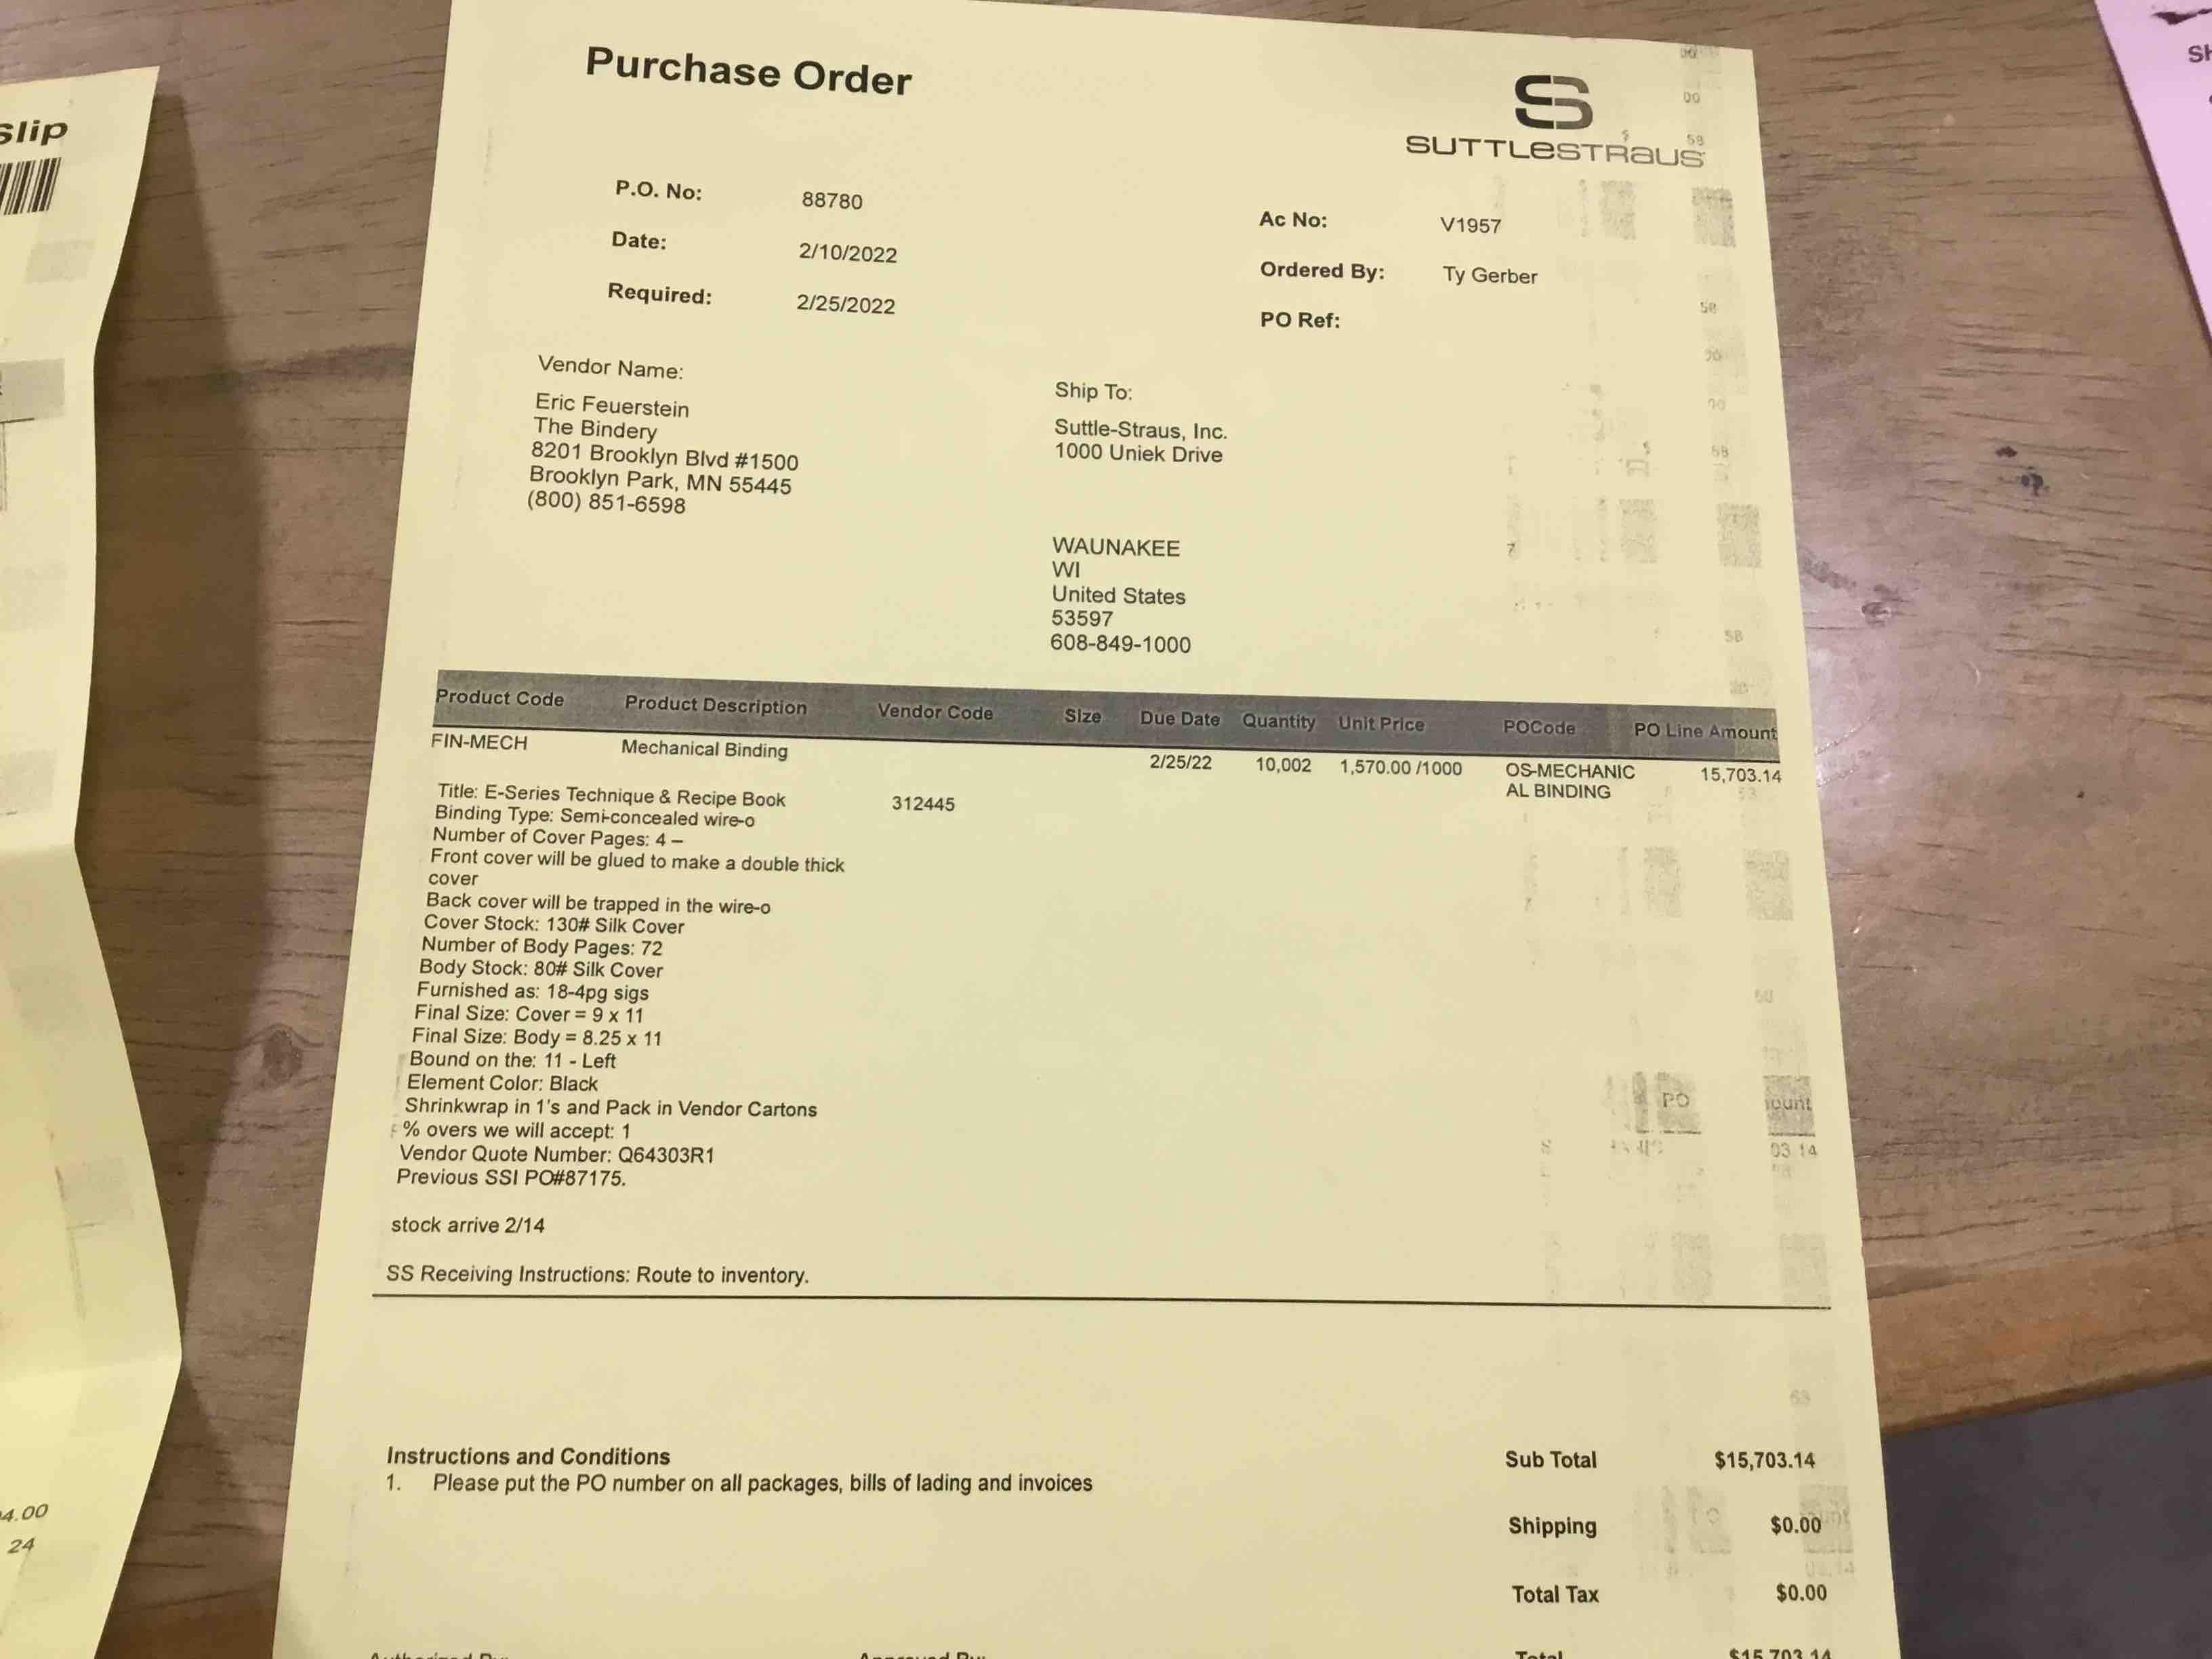 Purchase Order
SUTTLESTRAUS
P.O. No: 88780
Date: 2/10/2022
Required: 2/25/2022
Ac No: V1957
Ordered By: Ty Gerber
PO Ref:
Vendor Name:
Eric Feuerstein
The Bindery
8201 Brooklyn Blvd #1500
Brooklyn Park, MN 55445
(800) 851-6598
Ship To:
Suttle-Straus, Inc.
1000 Uniek Drive
WAUNAKEE
WI
United States
53597
608-849-1000
Product Code Product Description Vendor Code Size Due Date Quantity Unit Price POCode PO Line Amount
FIN-MECH Mechanical Binding 2/25/22 10,002 1,570.00 /1000 OS-MECHANIC 15,703.14
AL BINDING
Title: E-Series Technique & Recipe Book 312445
Binding Type: Semi-concealed wire-o
Number of Cover Pages: 4 –
Front cover will be glued to make a double thick
cover
Back cover will be trapped in the wire-o
Cover Stock: 130# Silk Cover
Number of Body Pages: 72
Body Stock: 80# Silk Cover
Furnished as: 18-4pg sigs
Final Size: Cover = 9 x 11
Final Size: Body = 8.25 x 11
Bound on the: 11 - Left
Element Color: Black
Shrinkwrap in 1's and Pack in Vendor Cartons
% overs we will accept: 1
Vendor Quote Number: Q64303R1
Previous SSI PO#87175.
stock arrive 2/14
SS Receiving Instructions: Route to inventory.
Instructions and Conditions
1. Please put the PO number on all packages, bills of lading and invoices
Sub Total $15,703.14
Shipping $0.00
Total Tax $0.00
Total $15,703.14
Slip
4.00
24